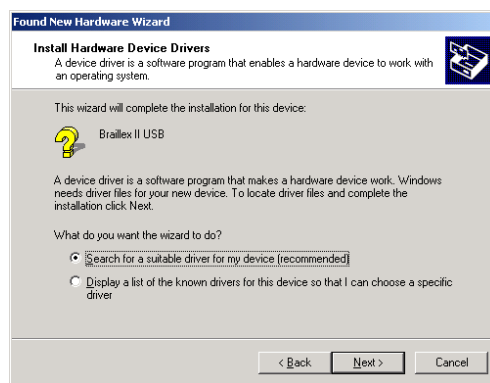 Found New Hardware Wizard
Install Hardware Device Drivers
A device driver is a software program that enables a hardware device to work with
an operating system.
This wizard will complete the installation for this device:
Braillex II USB
A device driver is a software program that makes a hardware device work. Windows
needs driver files for your new device. To locate driver files and complete the
installation click Next.
What do you want the wizard to do?
Search for a suitable driver for my device (recommended)
Display a list of the known drivers for this device so that I can choose a specific
driver
< Back Next > Cancel